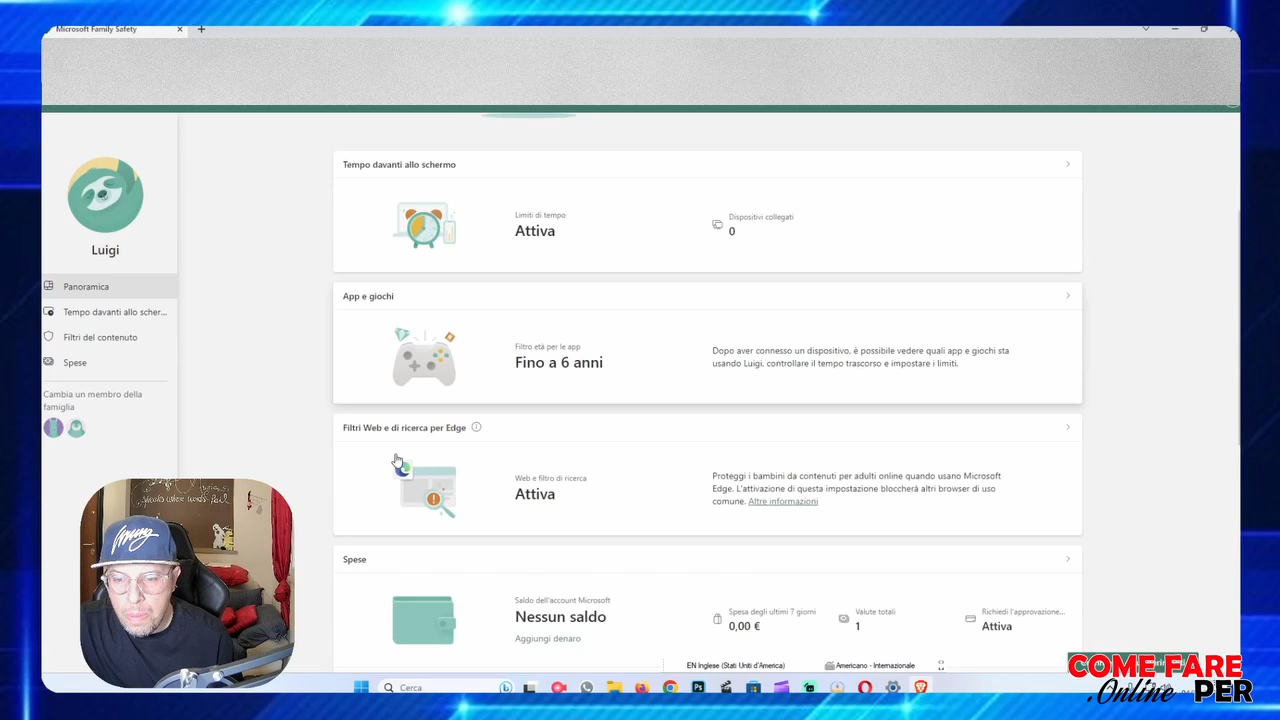 Microsoft Family Safety
Luigi
Panoramica
Tempo davanti allo scher...
Filtri del contenuto
Spese
Cambia un membro della
famiglia
Tempo davanti allo schermo
Limiti di tempo
Attiva
Dispositivi collegati
0
App e giochi
Filtro età per le app
Fino a 6 anni
Dopo aver connesso un dispositivo, è possibile vedere quali app e giochi sta
usando Luigi, controllare il tempo trascorso e impostare i limiti.
Filtri Web e di ricerca per Edge
Web e filtro di ricerca
Attiva
Proteggi i bambini da contenuti per adulti online quando usano Microsoft
Edge. L'attivazione di questa impostazione bloccherà altri browser di uso
comune. Altre informazioni
Spese
Saldo dell'account Microsoft
Nessun saldo
Aggiungi denaro
Spesa degli ultimi 7 giorni
0,00 €
Valute totali
1
Richiedi l'approvazione...
Attiva
EN Inglese (Stati Uniti d'America)
Americano - Internazionale
Cerca
COME FARE
.Online PER